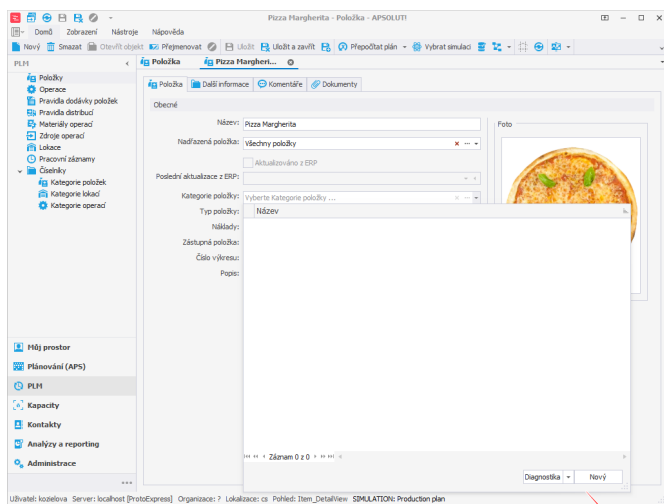 Pizza Margherita - Položka - APSOLUT!
Domů Zobrazení Nástroje Nápověda
Nový Smazat Otevřít objekt Přejmenovat Uložit Uložit a zavřít Přepočítat plán Vybrat simulaci
PLM
Položky
Operace
Pravidla dodávky položek
Pravidla distribucí
Materiály operací
Zdroje operací
Lokace
Pracovní záznamy
Číselníky
Kategorie položek
Kategorie lokací
Kategorie operací
Můj prostor
Plánování (APS)
PLM
Kapacity
Kontakty
Analýzy a reporting
Administrace
Položka Pizza Margheri...
Položka Další informace Komentáře Dokumenty
Obecné
Název: Pizza Margherita
Nadřazená položka: Všechny položky
Aktualizováno z ERP
Poslední aktualizace z ERP:
Kategorie položky: Vyberte Kategorie položky ...
Typ položky:
Náklady:
Zástupná položka:
Číslo výkresu:
Popis:
Foto
Název
Záznam 0 z 0
Diagnostika Nový
Uživatel: kozielova Server: localhost [ProtoExpress] Organizace: ? Lokalizace: cs Pohled: Item_DetailView SIMULATION: Production plan